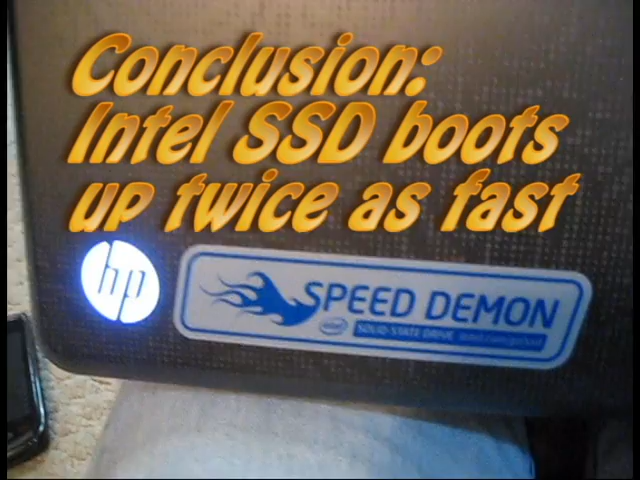 Conclusion:
Intel SSD boots
up twice as fast
hp
SPEED DEMON
intel
SOLID-STATE DRIVE